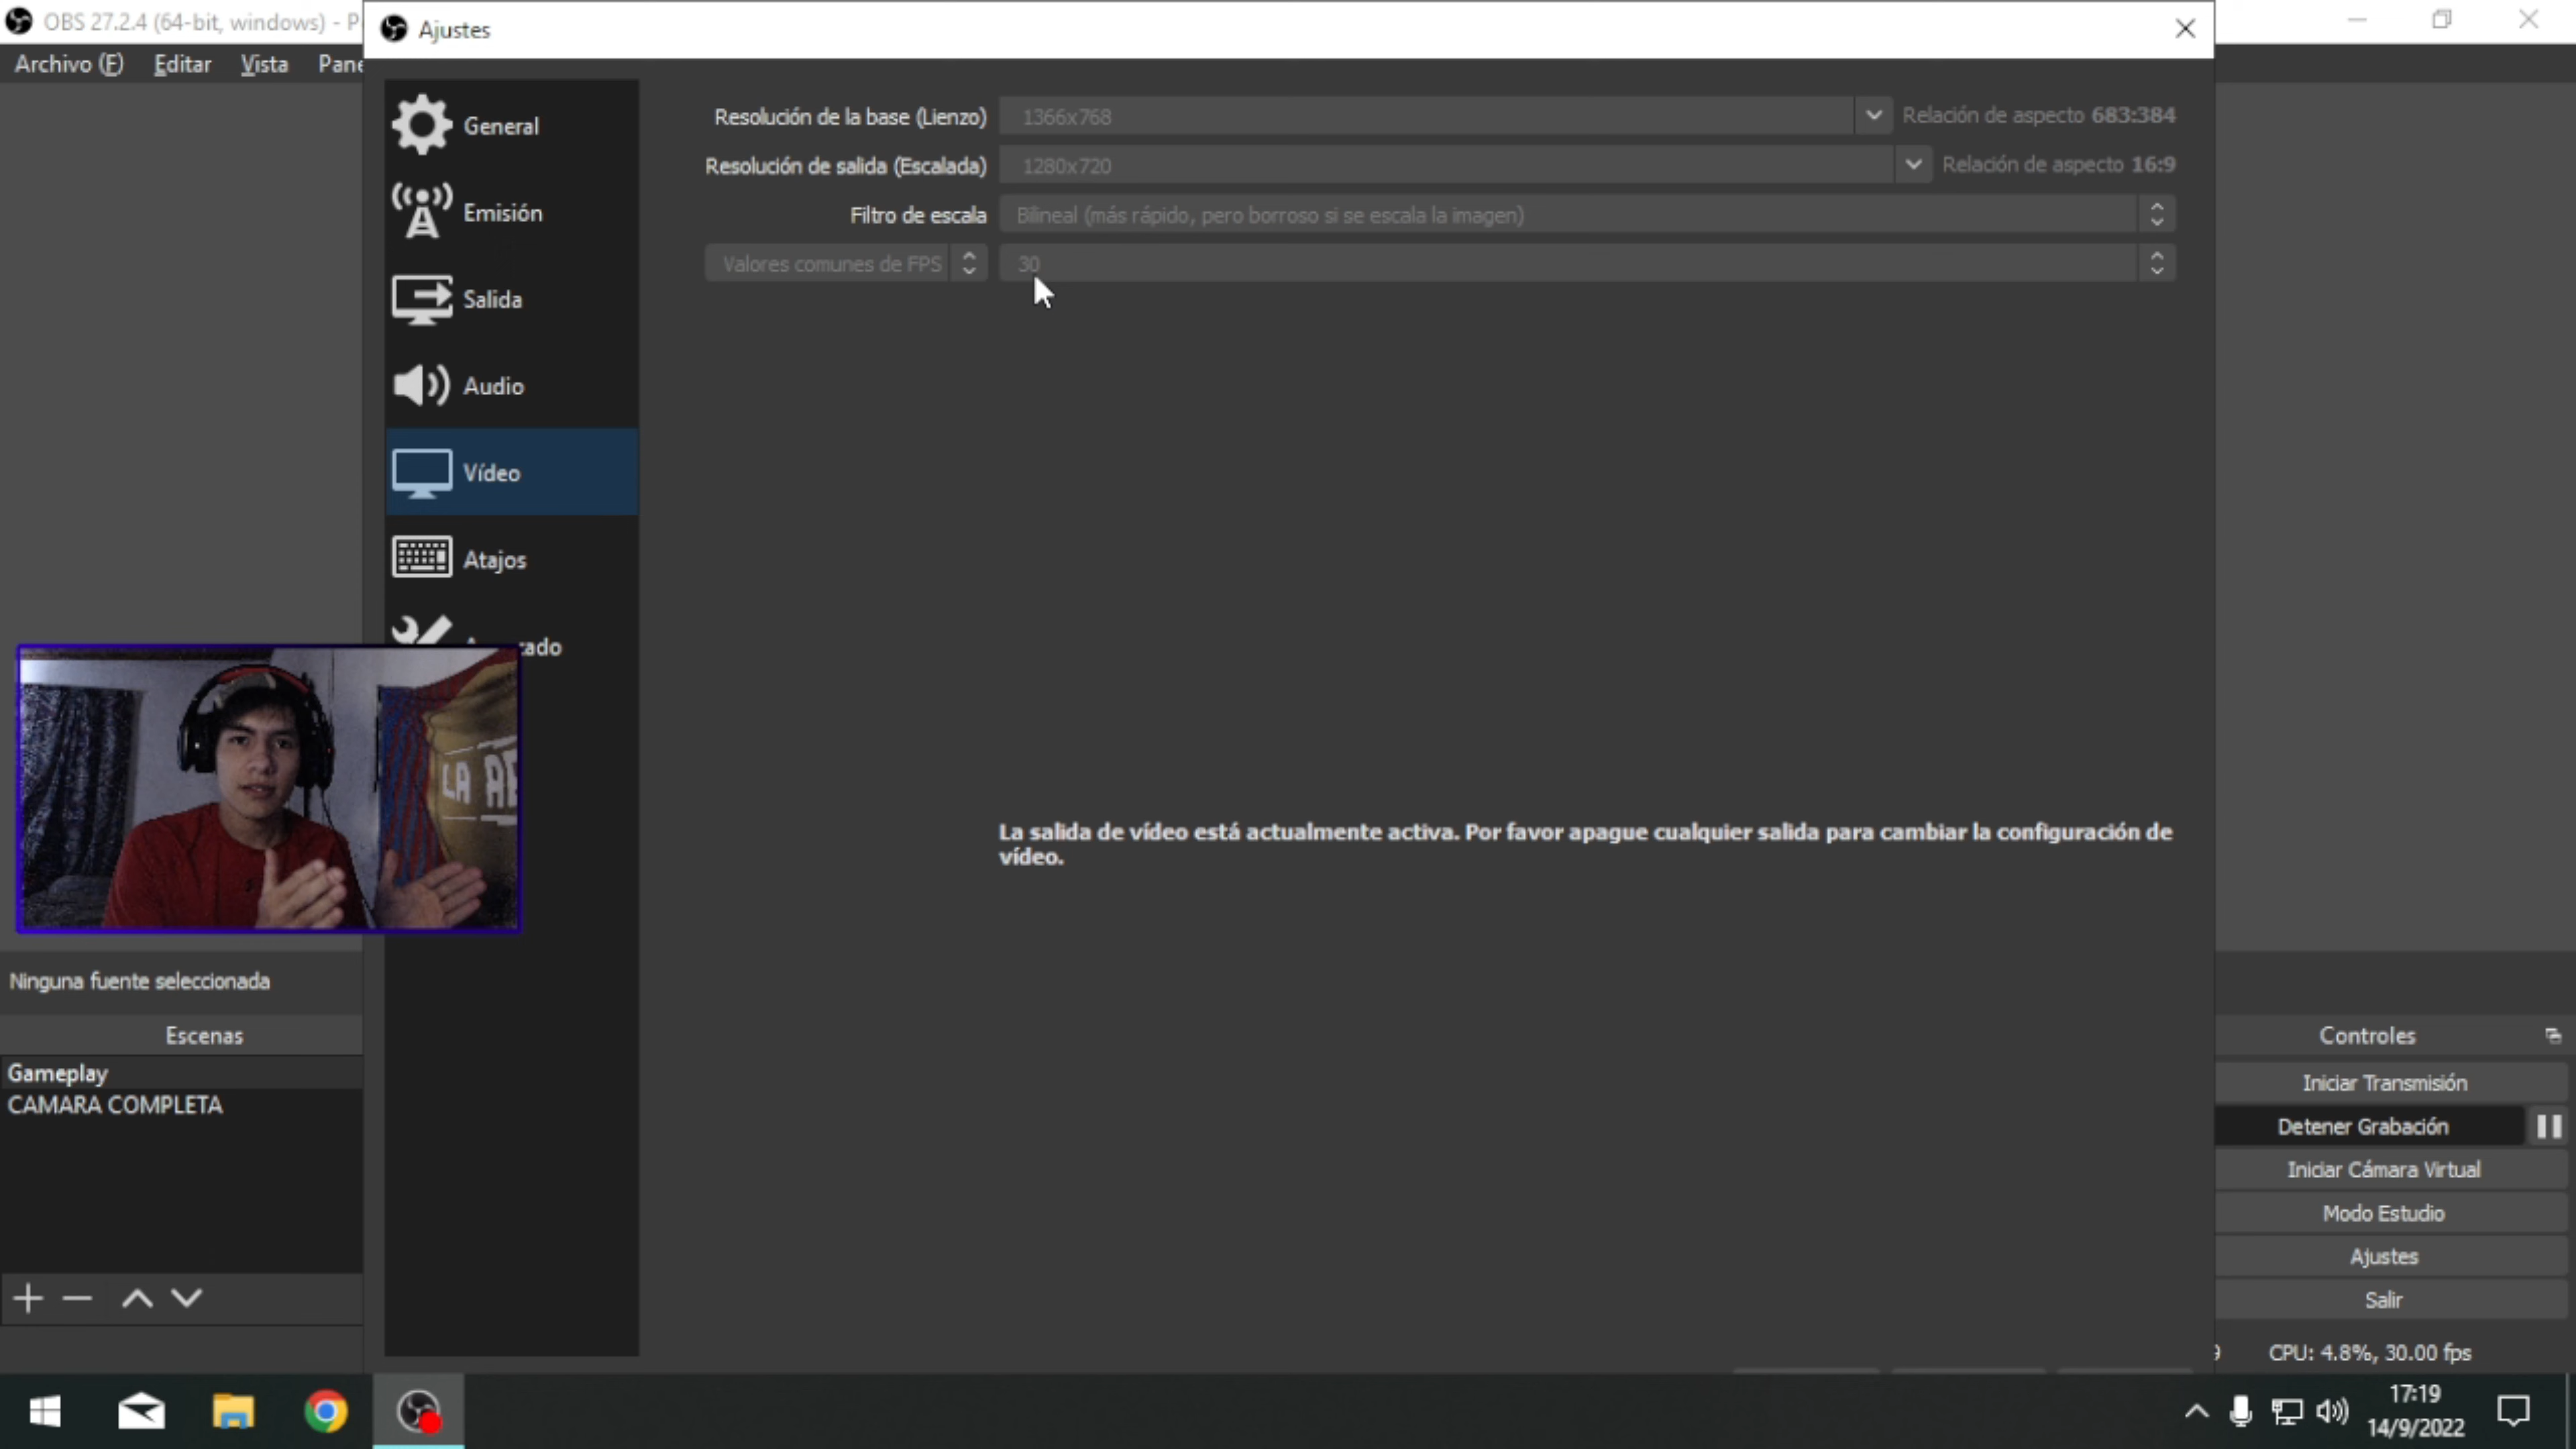 OBS 27.2.4 (64-bit, windows) - P
Ajustes
Archivo (F) Editar Vista Pane
General
Emisión
Salida
Audio
Vídeo
Atajos
Resolución de la base (Lienzo) 1366x768 Relación de aspecto 683:384
Resolución de salida (Escalada) 1280x720 Relación de aspecto 16:9
Filtro de escala Bilineal (más rápido, pero borroso si se escala la imagen)
Valores comunes de FPS 30
LA
La salida de vídeo está actualmente activa. Por favor apague cualquier salida para cambiar la configuración de
vídeo.
Ninguna fuente seleccionada
Escenas
Gameplay
CAMARA COMPLETA
Controles
Iniciar Transmisión
Detener Grabación
Iniciar Cámara Virtual
Modo Estudio
Ajustes
Salir
CPU: 4.8%, 30.00 fps
17:19
14/9/2022